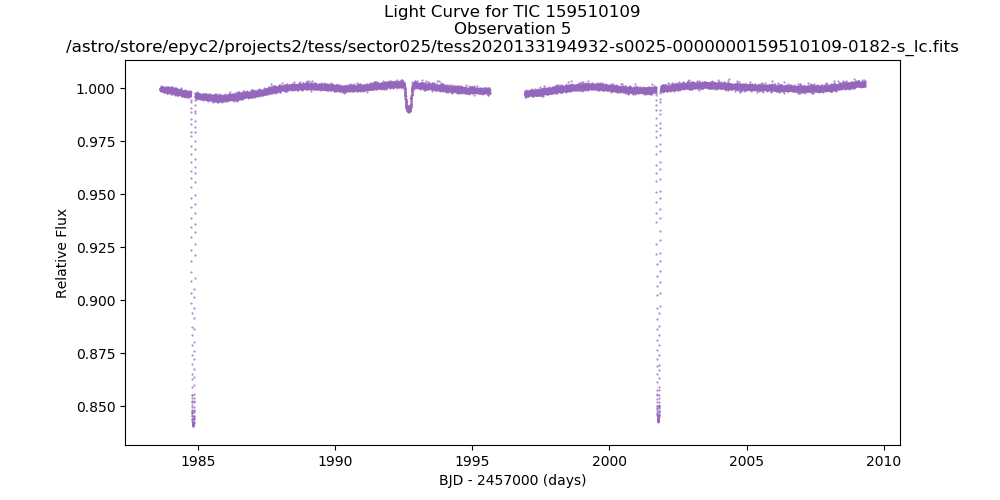 Light Curve for TIC 159510109
Observation 5
/astro/store/epyc2/projects2/tess/sector025/tess2020133194932-s0025-0000000159510109-0182-s_lc.fits
1.000
0.975
0.950
0.925
0.900
0.875
0.850
Relative Flux
1985
1990
1995
2000
2005
2010
BJD - 2457000 (days)